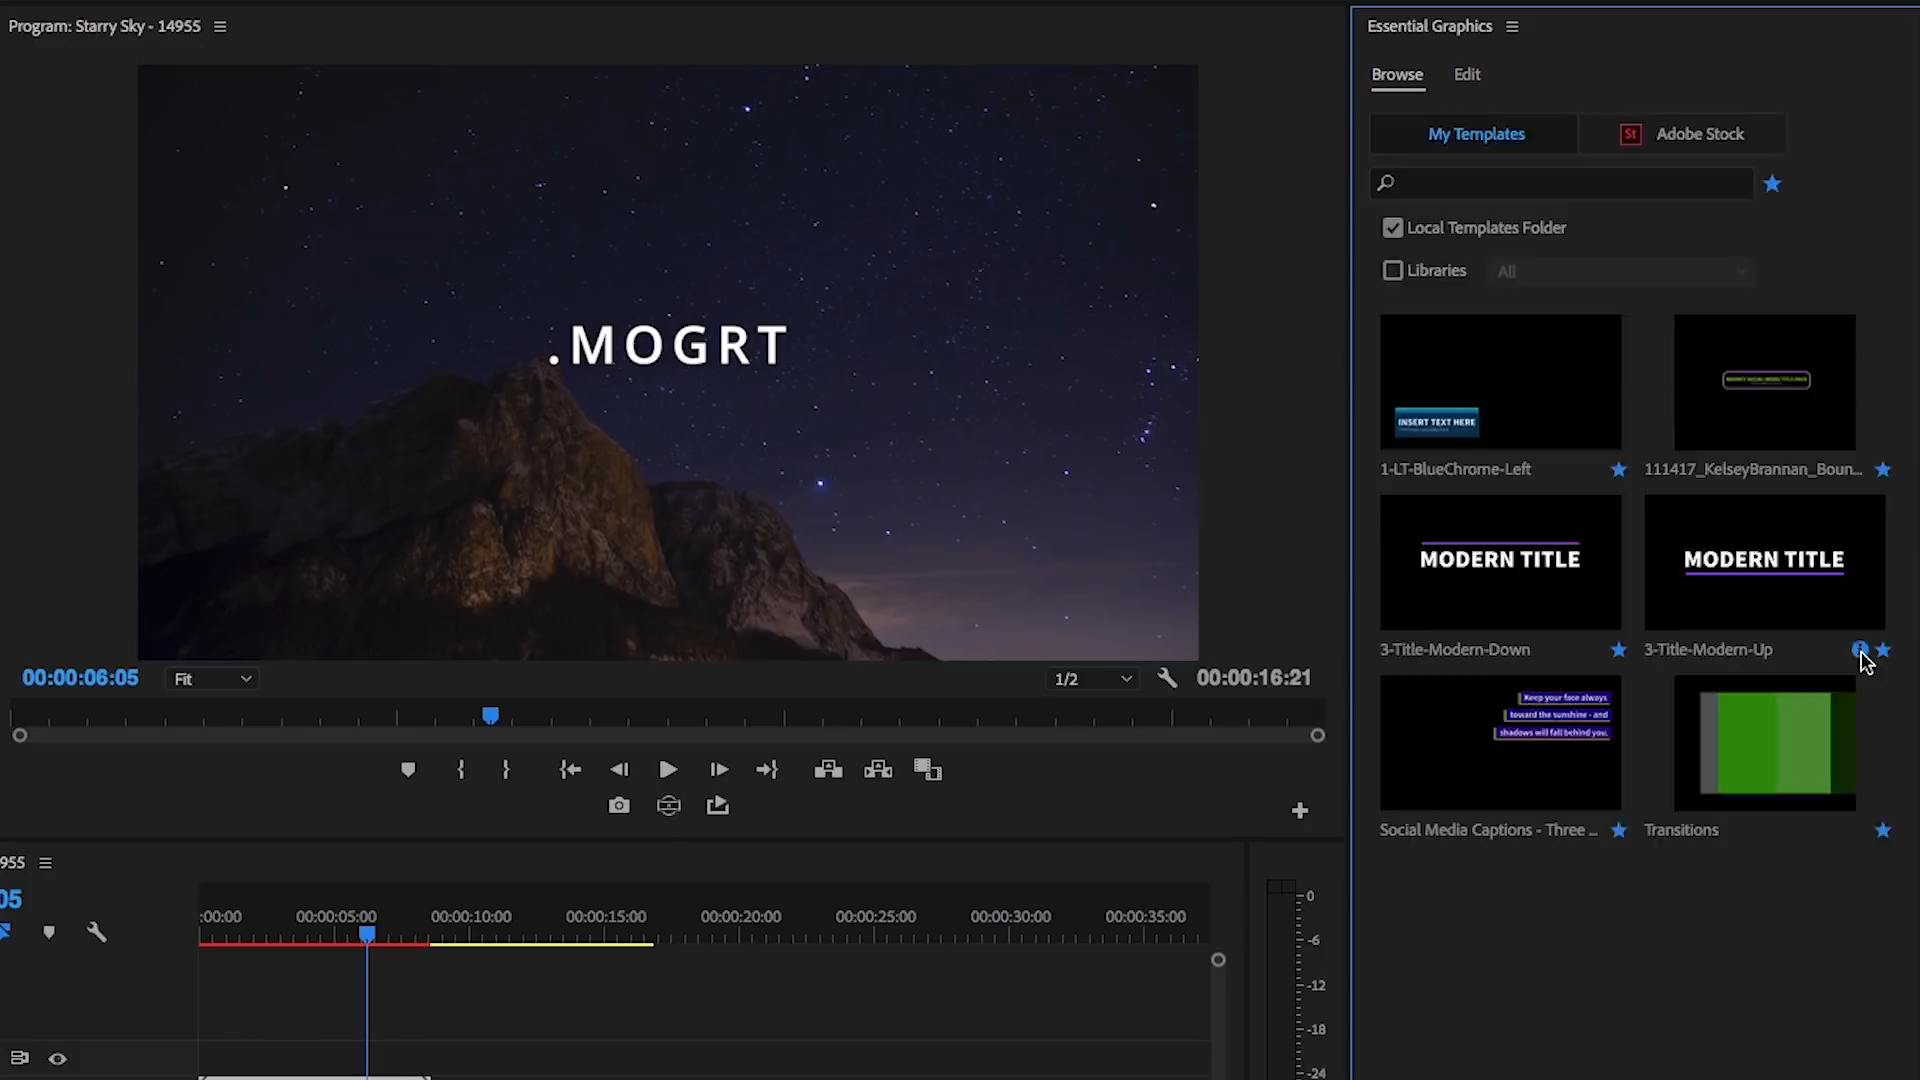 Program: Starry Sky - 14955
Essential Graphics
Browse
Edit
My Templates
St Adobe Stock
Local Templates Folder
Libraries
All
.MOGRT
INSERT TEXT HERE
1-LT-BlueChrome-Left
111417_KelseyBrannan_Boun...
MODERN TITLE
MODERN TITLE
3-Title-Modern-Down
3-Title-Modern-Up
Keep your face always
toward the sunshine - and
shadows will fall behind you.
Social Media Captions - Three ...
Transitions
00:00:06:05
Fit
1/2
00:00:16:21
955
05
:00:00
00:00:05:00
00:00:10:00
00:00:15:00
00:00:20:00
00:00:25:00
00:00:30:00
00:00:35:00
0
-6
-12
-18
-24